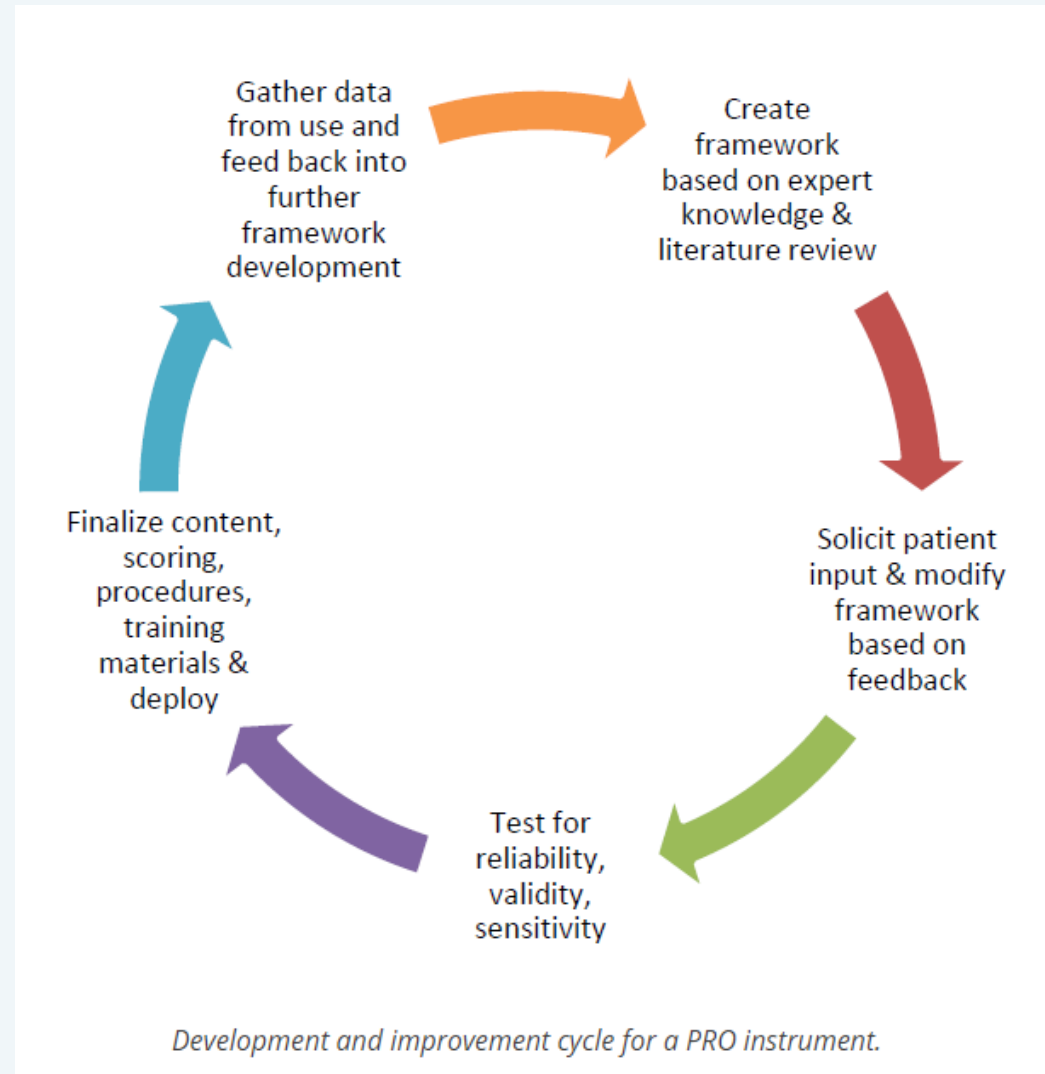 Gather data
from use and
feed back into
further
framework
development
Create
framework
based on expert
knowledge &
literature review
Solicit patient
input & modify
framework
based on
feedback
Test for
reliability,
validity,
sensitivity
Finalize content,
scoring,
procedures,
training
materials &
deploy
Development and improvement cycle for a PRO instrument.